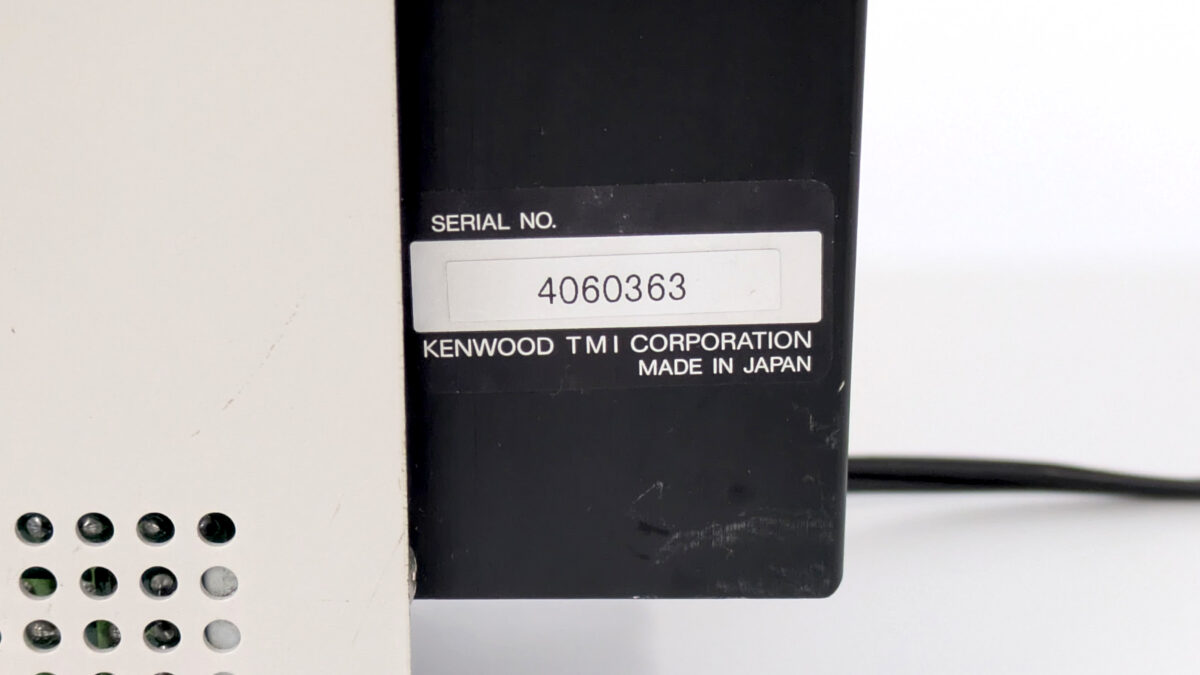 SERIAL NO.
4060363
KENWOOD TMI CORPORATION
MADE IN JAPAN